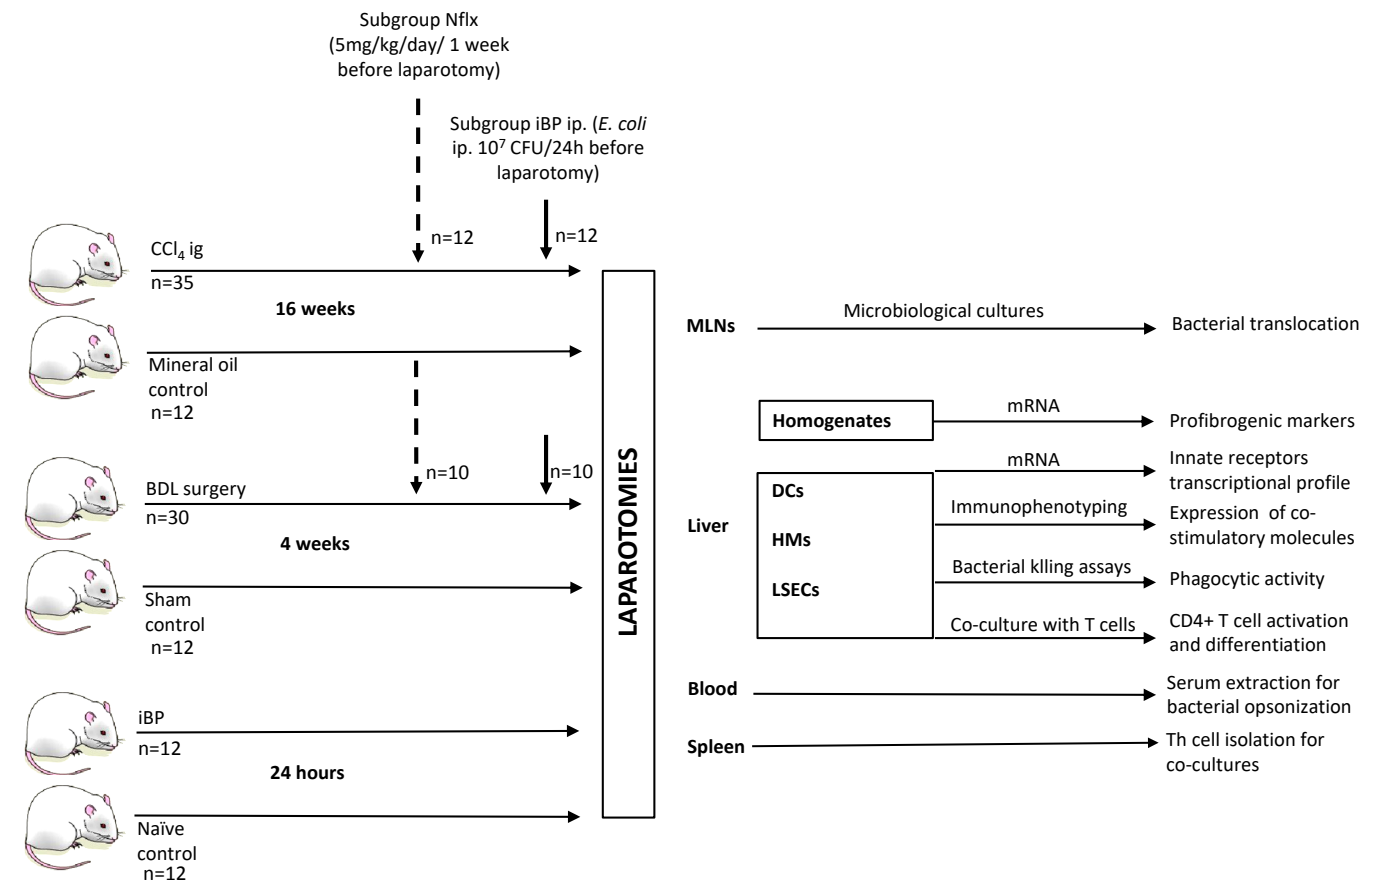 Subgroup Nflx
(5mg/kg/day/ 1 week
before laparotomy)
Subgroup iBP ip. (E. coli
ip. 10⁷ CFU/24h before
laparotomy)
n=12
n=12
CCl₄ ig
n=35
16 weeks
Mineral oil
control
n=12
n=10
n=10
BDL surgery
n=30
4 weeks
Sham
control
n=12
iBP
n=12
24 hours
Naïve
control
n=12
LAPAROTOMIES
MLNs
Microbiological cultures
Bacterial translocation
Liver
Homogenates
mRNA
Profibrogenic markers
DCs
HMs
LSECs
mRNA
Innate receptors
transcriptional profile
Immunophenotyping
Expression of co-
stimulatory molecules
Bacterial klling assays
Phagocytic activity
Co-culture with T cells
CD4+ T cell activation
and differentiation
Blood
Serum extraction for
bacterial opsonization
Spleen
Th cell isolation for
co-cultures